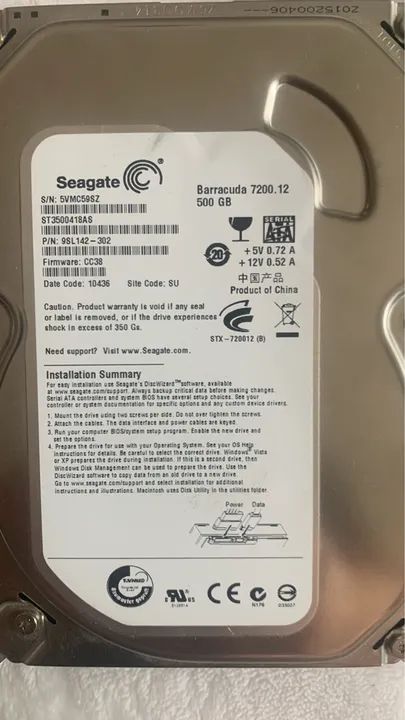 Z015200406---
Seagate
S/N: 5VMC59SZ
ST3500418AS
P/N: 9SL142-302
Firmware: CC38
Date Code: 10436 Site Code: SU
Barracuda 7200.12
500 GB
SATA
20
+5V 0.72 A
+12V 0.52 A
中国产品
Product of China
Caution. Product warranty is void if any seal
or label is removed, or if the drive experiences
shock in excess of 350 Gs.
STX-720012 (B)
Need support? Visit www.Seagate.com.
Installation Summary
For easy installation use Seagate's DiscWizard™ software, available
at www.seagate.com/support. Always backup critical data before making changes.
Serial ATA controllers and system BIOS have several setup choices. See your
controller or system documentation for specific options and any custom device drivers.
1. Mount the drive using two screws per side. Do not over tighten the screws.
2. Attach the cables. The data interface and power cables are keyed.
3. Run your computer BIOS/system setup program. Enable the new drive and
set the options.
4. Prepare the drive for use with your Operating System. See your OS Help
instructions for details. Be careful to select the correct drive. Windows® Vista
or XP prepares the drive during installation. If this is a second drive, then
Windows Disk Management can be used to prepare the drive. Use the
DiscWizard software to copy data from an old drive to a new drive.
Go to www.seagate.com/support and select installation for additional
instructions and illustrations. Macintosh uses Disk Utility in the utilities folder.
Power Data
CE
N176